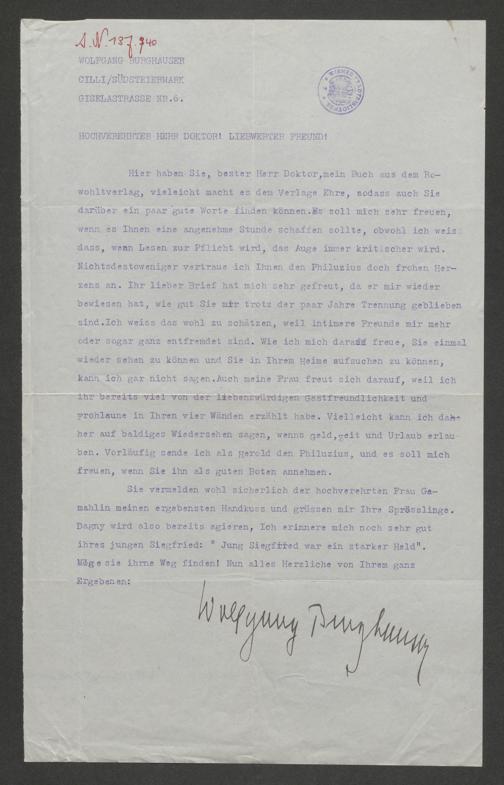 J.N. 137.940
WOLFGANG BURGHAUSER
CILLI/SÜDSTEIERMARK
GISELASTRASSE NR.6.
HOCHVEREHRTER HERR DOKTOR! LIEBWERTER FREUND!
Hier haben Sie, bester Herr Doktor,mein Buch aus dem Ro-
wohltverlag, vieleicht macht es dem Verlage Ehre, sodass auch Sie
darüber ein paar gute Worte finden können.Es soll mich sehr freuen,
wenn es Ihnen eine angenehme Stunde schaffen sollte, obwohl ich weis
dass, wenn Lesen zur Pflicht wird, das Auge immer kritischer wird.
Nichtsdestoweniger vertraue ich Ihnen den Philuzius doch frohen Her-
zens an. Ihr lieber Brief hat mich sehr gefreut, da er mir wieder
bewiesen hat, wie gut Sie mir trotz der paar Jahre Trennung geblieben
sind.Ich weiss das wohl zu schätzen, weil intimere Freunde mir mehr
oder sogar ganz entfremdet sind. Wie ich mich darauf freue, Sie einmal
wieder sehen zu können und Sie in Ihrem Heime aufsuchen zu können,
kann ich gar nicht sagen.Auch meine Frau freut sich darauf, weil ich
ihr bereits viel von der liebenswürdigen Gastfreundlichkeit und
Frohlaune in Ihren vier Wänden erzählt habe. Vielleicht kann ich dahe
her auf baldiges Wiedersehen sagen, wenns Geld,Zeit und Urlaub erlau-
ben. Vorläufig sende ich als Herold den Philuzius, und es soll mich
freuen, wenn Sie ihn als guten Boten annehmen.
Sie vermelden wohl sicherlich der hochverehrten Frau Ge-
mahlin meinen ergebensten Handkuss und grüssen mir Ihre Sprösslinge.
Dagny wird also bereits agieren, Ich erinnere mich noch sehr gut
ihres jungen Siegfried: " Jung Siegfried war ein starker Held".
Möge sie ihrne Weg finden! Nun alles Herzliche von Ihrem ganz
Ergebenen:
Wolfgang Burghauser